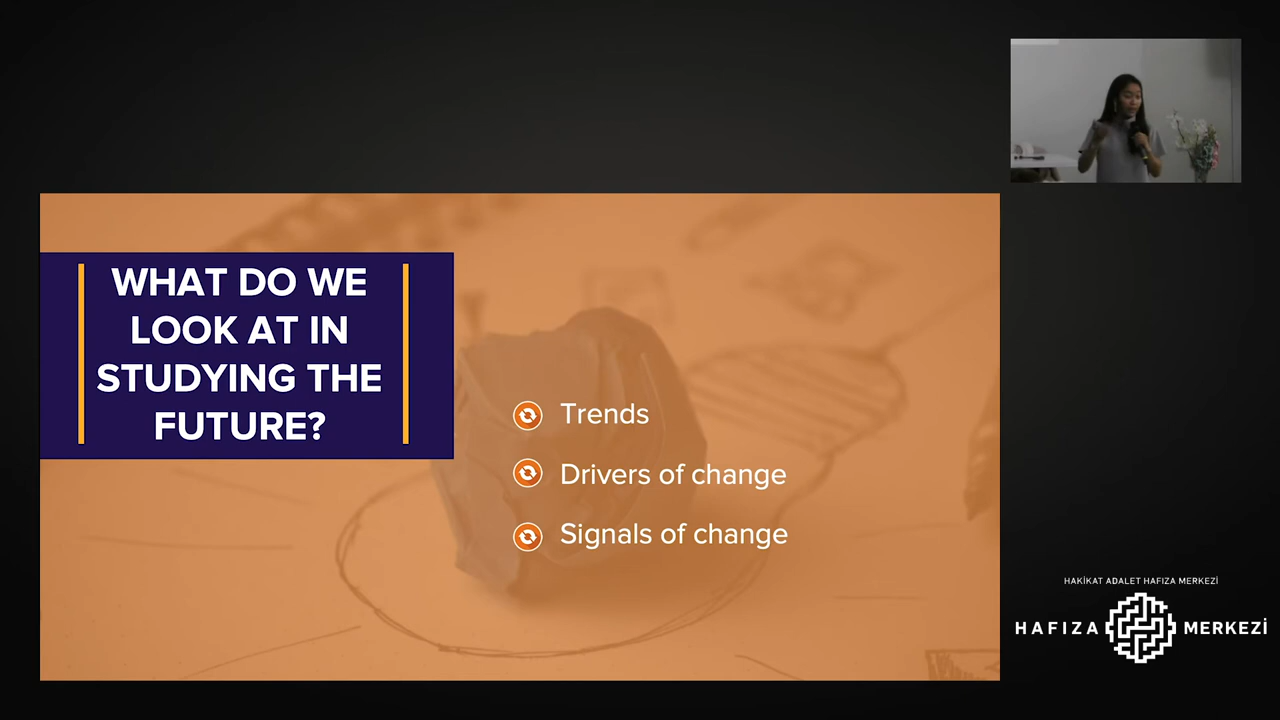 WHAT DO WE
LOOK AT IN
STUDYING THE
FUTURE?
Trends
Drivers of change
Signals of change
HAKİKAT ADALET HAFIZA MERKEZİ
HAFIZA MERKEZİ